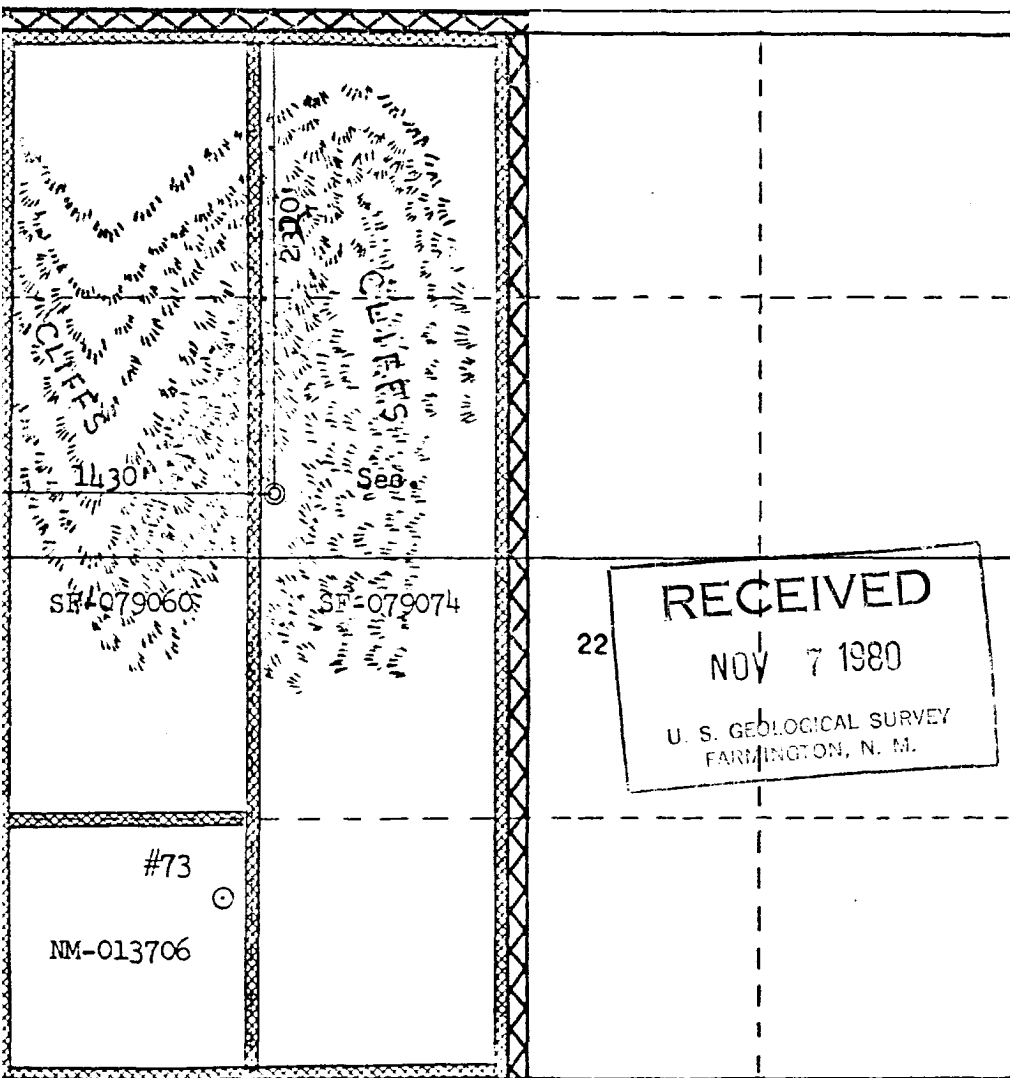 CLIFFS
CLIFFS
1430'
Sec.
SF-079060
SF-079074
22
RECEIVED
NOV 7 1980
U. S. GEOLOGICAL SURVEY
FARMINGTON, N. M.
#73
NM-013706